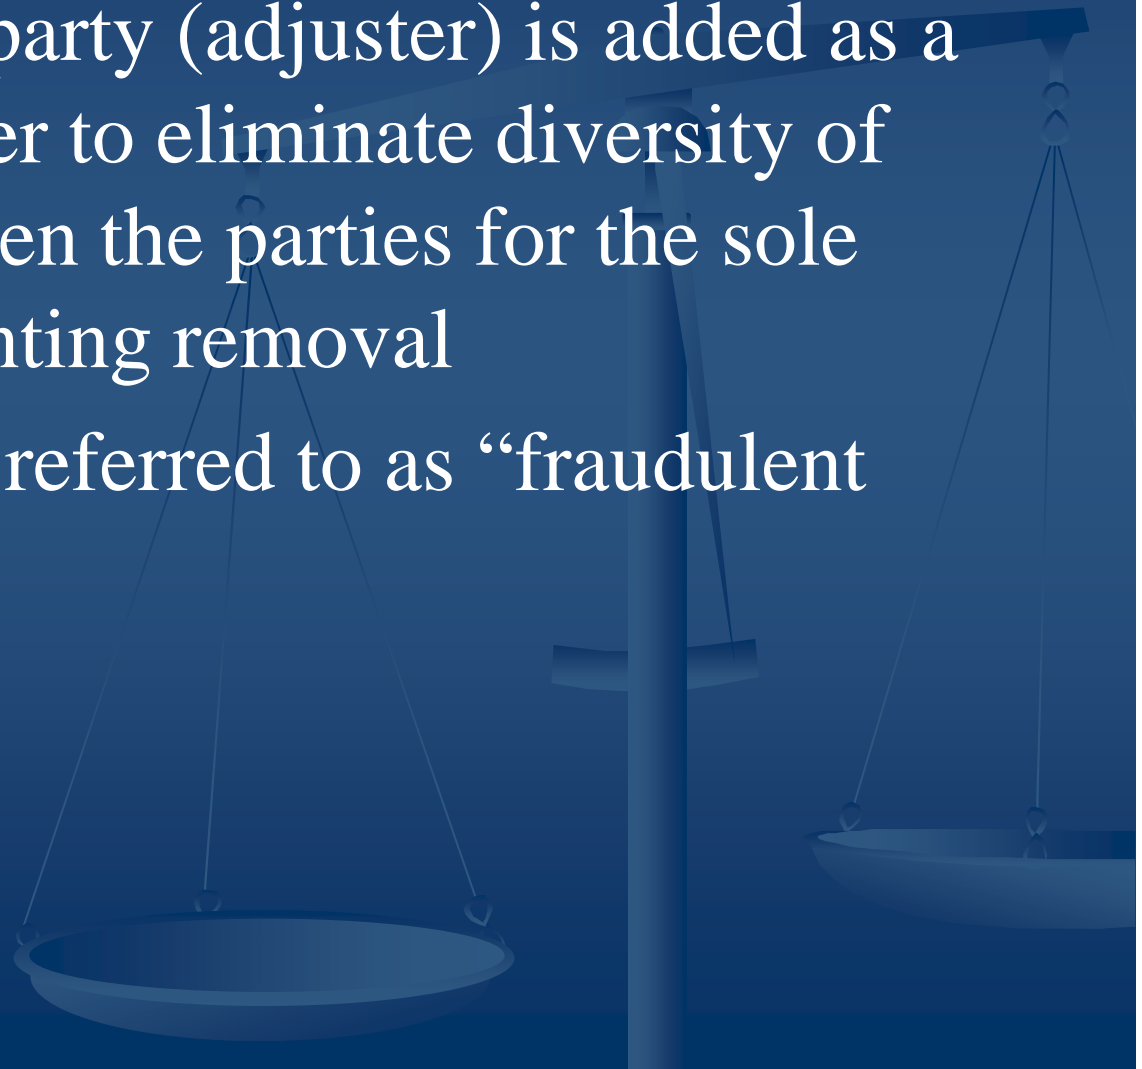 party (adjuster) is added as a
er to eliminate diversity of
en the parties for the sole
nting removal
referred to as “fraudulent